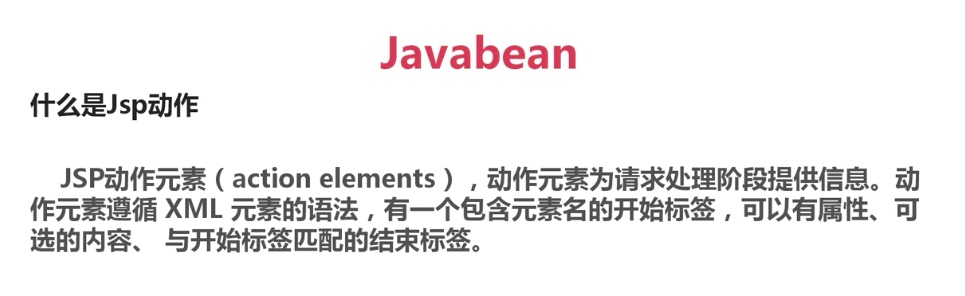 Javabean
什么是Jsp动作
JSP动作元素（action elements），动作元素为请求处理阶段提供信息。动
作元素遵循 XML 元素的语法，有一个包含元素名的开始标签，可以有属性、可
选的内容、 与开始标签匹配的结束标签。